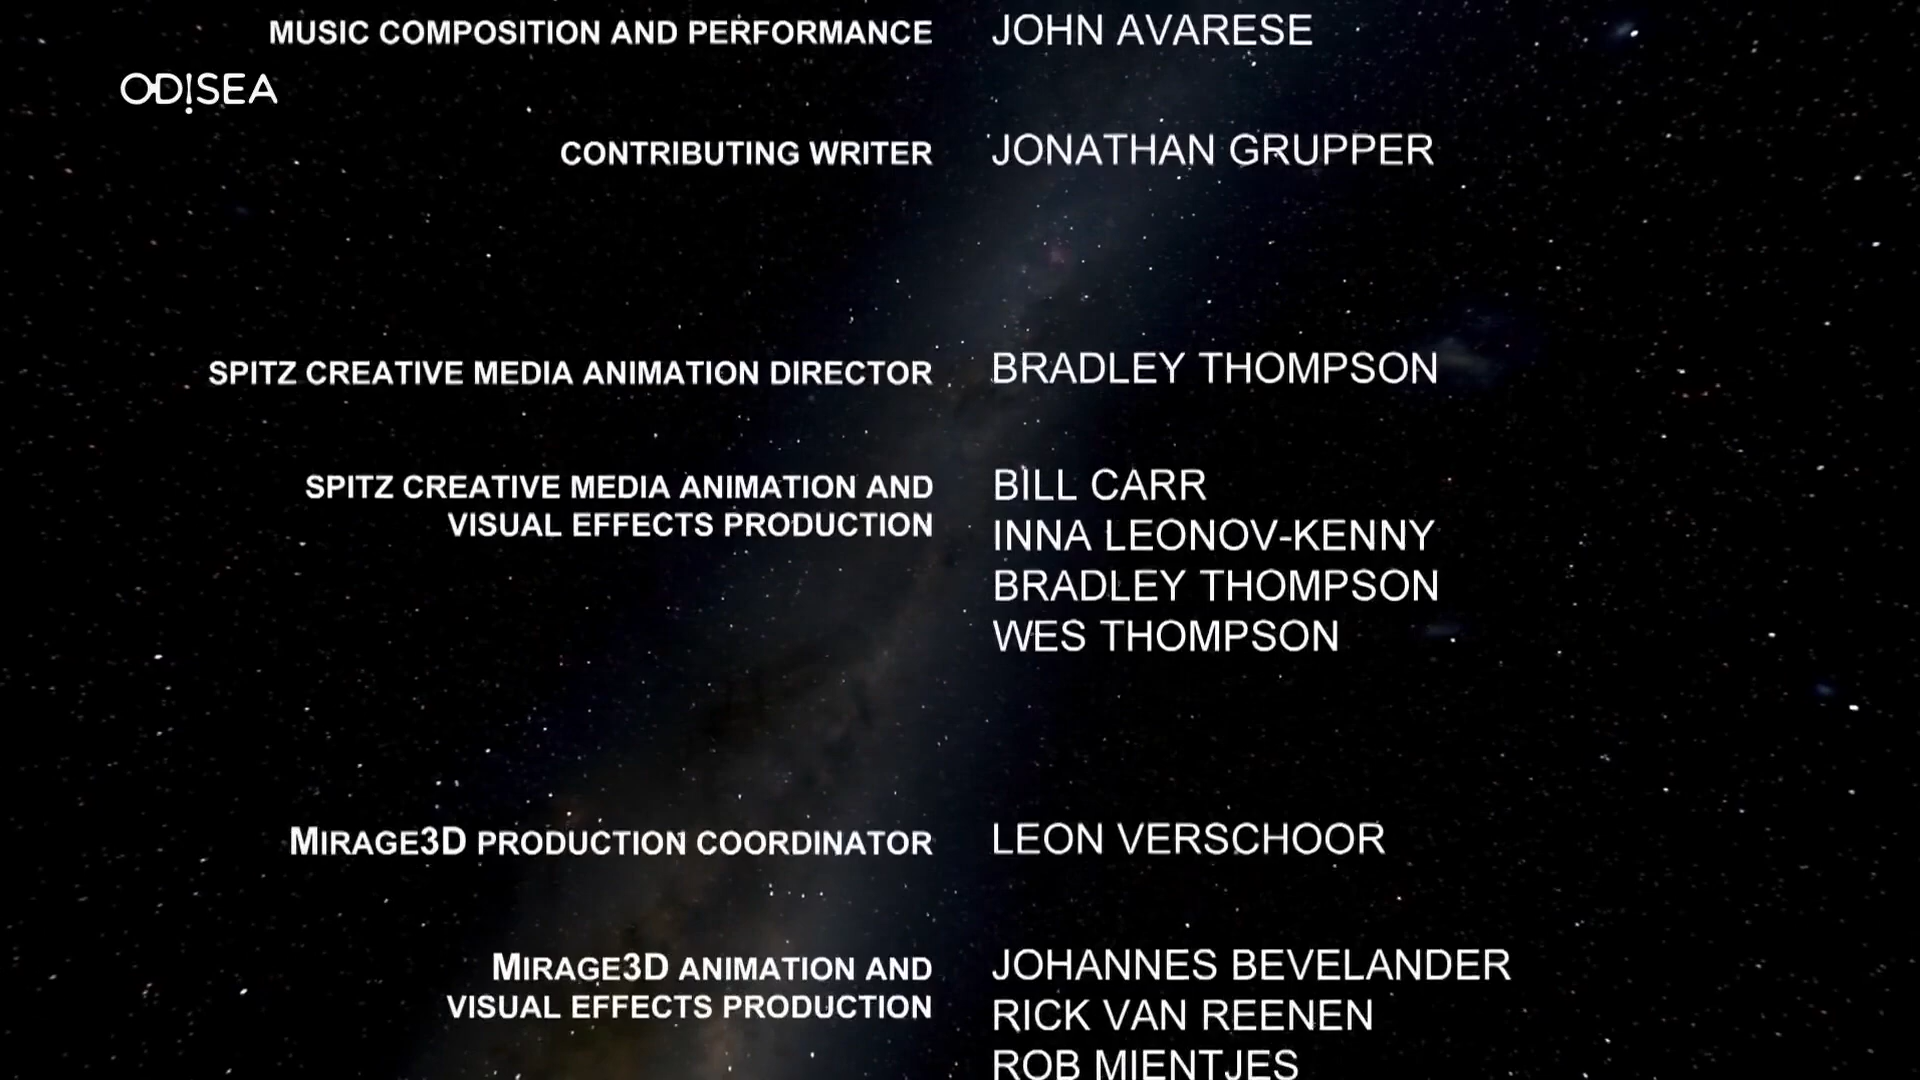 MUSIC COMPOSITION AND PERFORMANCE JOHN AVARESE
ODISEA
CONTRIBUTING WRITER JONATHAN GRUPPER
SPITZ CREATIVE MEDIA ANIMATION DIRECTOR BRADLEY THOMPSON
SPITZ CREATIVE MEDIA ANIMATION AND
VISUAL EFFECTS PRODUCTION
BILL CARR
INNA LEONOV-KENNY
BRADLEY THOMPSON
WES THOMPSON
MIRAGE3D PRODUCTION COORDINATOR LEON VERSCHOOR
MIRAGE3D ANIMATION AND
VISUAL EFFECTS PRODUCTION
JOHANNES BEVELANDER
RICK VAN REENEN
ROB MIENTJES